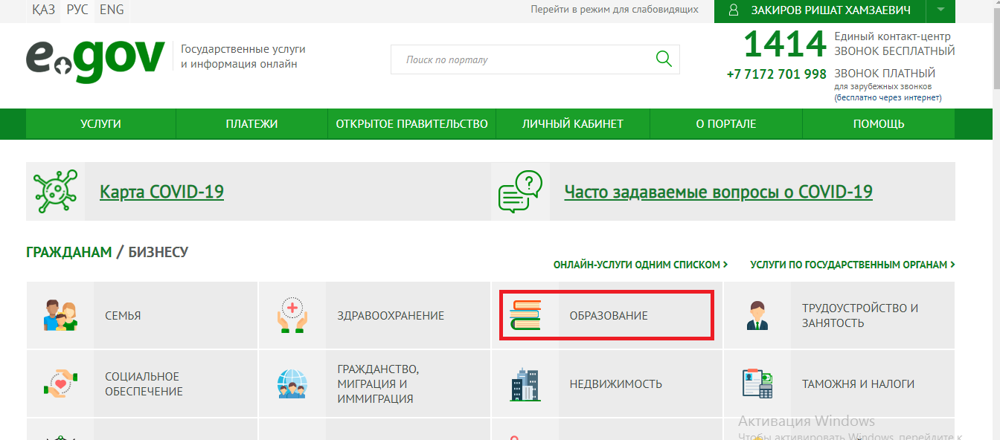 ҚАЗ РУС ENG
Перейти в режим для слабовидящих
ЗАКИРОВ РИШАТ ХАМЗАЕВИЧ
e.gov
Государственные услуги
и информация онлайн
Поиск по порталу
1414
Единый контакт-центр
ЗВОНОК БЕСПЛАТНЫЙ
+7 7172 701 998
ЗВОНОК ПЛАТНЫЙ
для зарубежных звонков
(бесплатно через интернет)
УСЛУГИ ПЛАТЕЖИ ОТКРЫТОЕ ПРАВИТЕЛЬСТВО ЛИЧНЫЙ КАБИНЕТ О ПОРТАЛЕ ПОМОЩЬ
Карта COVID-19
Часто задаваемые вопросы о COVID-19
ГРАЖДАНАМ / БИЗНЕСУ
ОНЛАЙН-УСЛУГИ ОДНИМ СПИСКОМ >
УСЛУГИ ПО ГОСУДАРСТВЕННЫМ ОРГАНАМ >
СЕМЬЯ
ЗДРАВООХРАНЕНИЕ
ОБРАЗОВАНИЕ
ТРУДОУСТРОЙСТВО И
ЗАНЯТОСТЬ
СОЦИАЛЬНОЕ
ОБЕСПЕЧЕНИЕ
ГРАЖДАНСТВО,
МИГРАЦИЯ И
ИММИГРАЦИЯ
НЕДВИЖИМОСТЬ
ТАМОЖНЯ И НАЛОГИ
Активация Windows
Чтобы активировать Windows, перейдите к